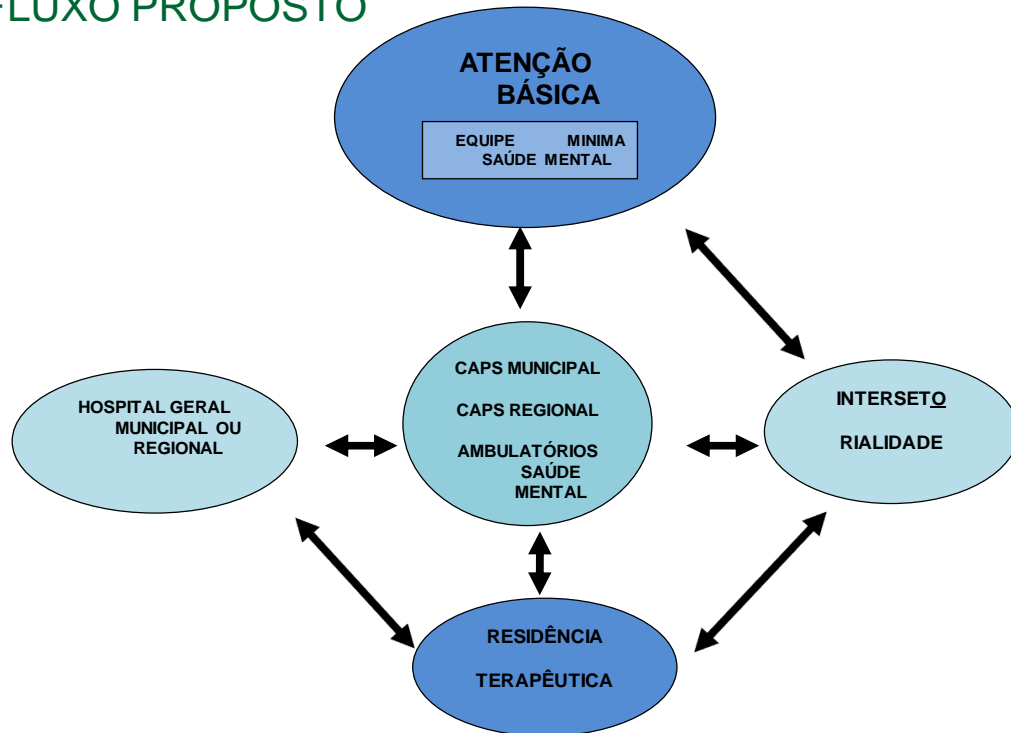 FLUXO PROPOSTO
ATENÇÃO
BÁSICA
EQUIPE MINIMA
SAÚDE MENTAL
CAPS MUNICIPAL
CAPS REGIONAL
AMBULATÓRIOS
SAÚDE
MENTAL
HOSPITAL GERAL
MUNICIPAL OU
REGIONAL
INTERSETO
RIALIDADE
RESIDÊNCIA
TERAPÊUTICA